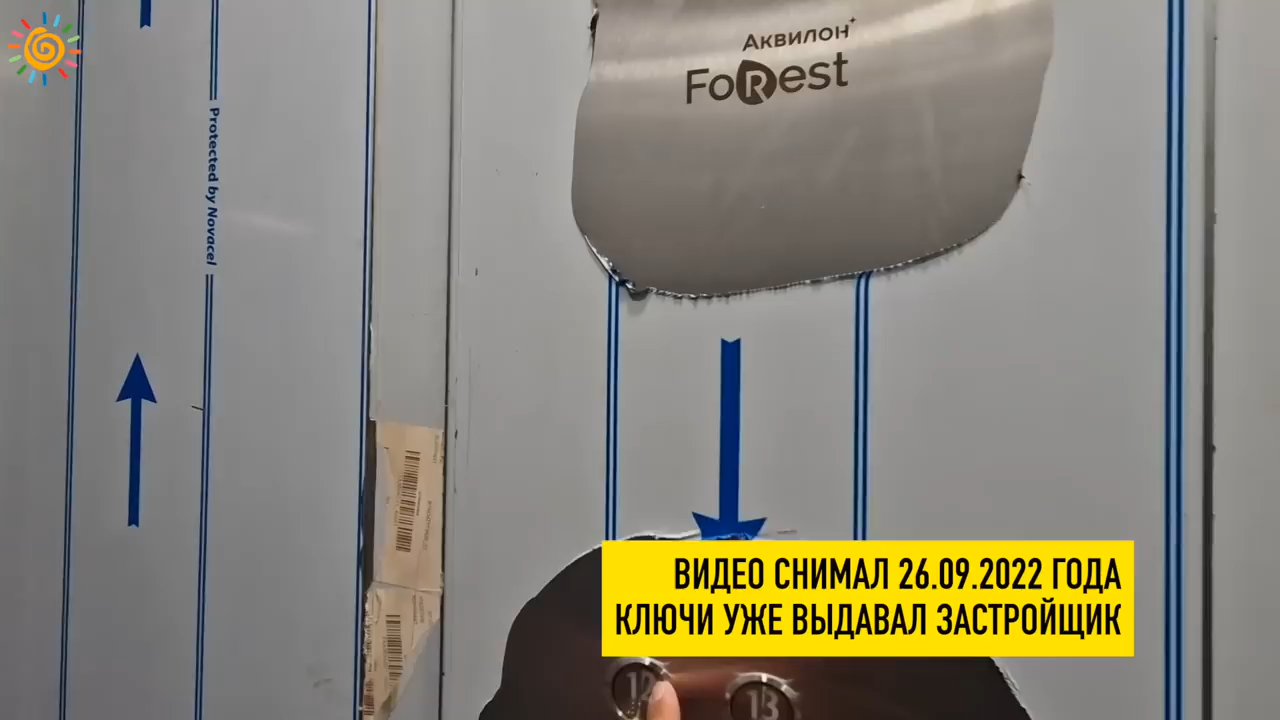 Аквилон
FoRest
Protected by Novacel
ВИДЕО СНИМАЛ 26.09.2022 ГОДА
КЛЮЧИ УЖЕ ВЫДАВАЛ ЗАСТРОЙЩИК
12
13